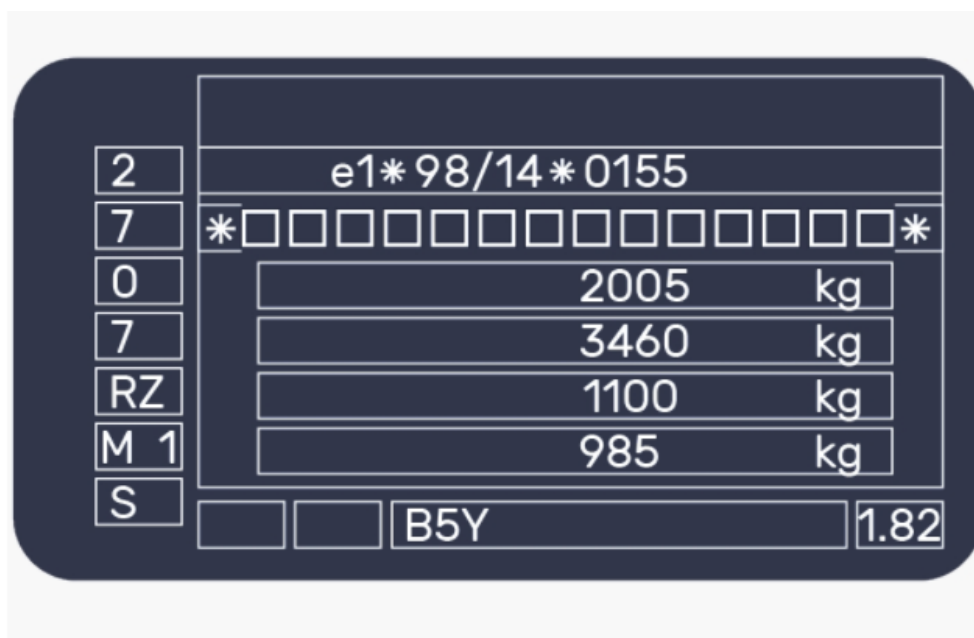 2 e1*98/14*0155
7 *□□□□□□□□□□□□□□*
0 2005 kg
7 3460 kg
RZ 1100 kg
M 1 985 kg
S B5Y 1.82